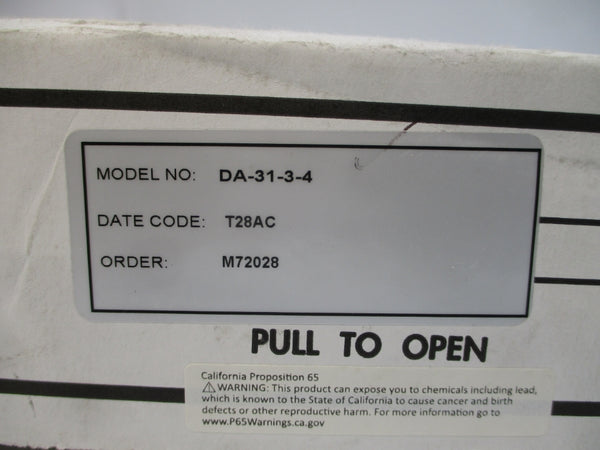 MODEL NO: DA-31-3-4
DATE CODE: T28AC
ORDER: M72028
PULL TO OPEN
California Proposition 65
⚠WARNING: This product can expose you to chemicals including lead,
which is known to the State of California to cause cancer and birth
defects or other reproductive harm. For more information go to
www.P65Warnings.ca.gov